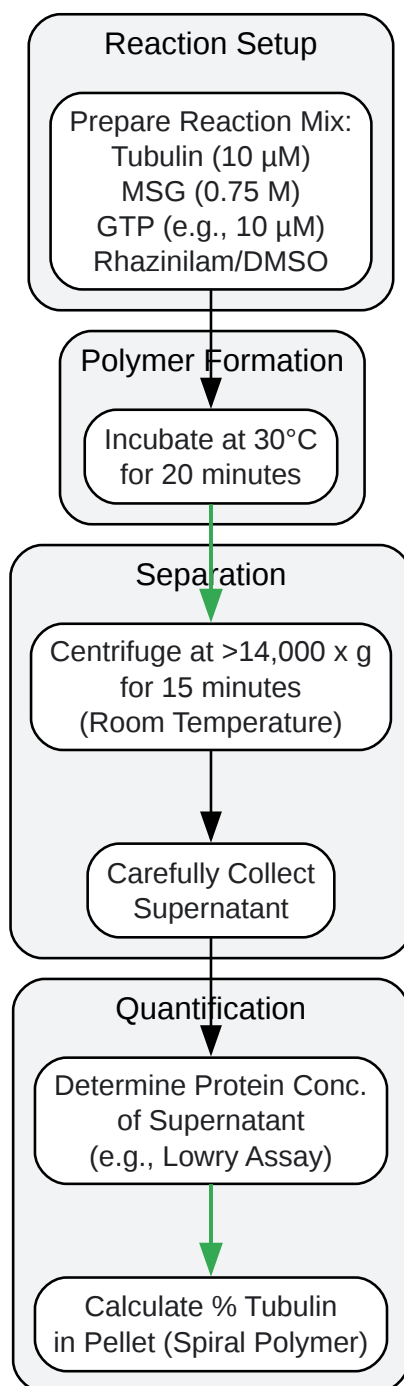 Reaction Setup
Prepare Reaction Mix:
Tubulin (10 µM)
MSG (0.75 M)
GTP (e.g., 10 µM)
Rhazinilam/DMSO
Polymer Formation
Incubate at 30°C
for 20 minutes
Separation
Centrifuge at >14,000 x g
for 15 minutes
(Room Temperature)
Carefully Collect
Supernatant
Quantification
Determine Protein Conc.
of Supernatant
(e.g., Lowry Assay)
Calculate % Tubulin
in Pellet (Spiral Polymer)